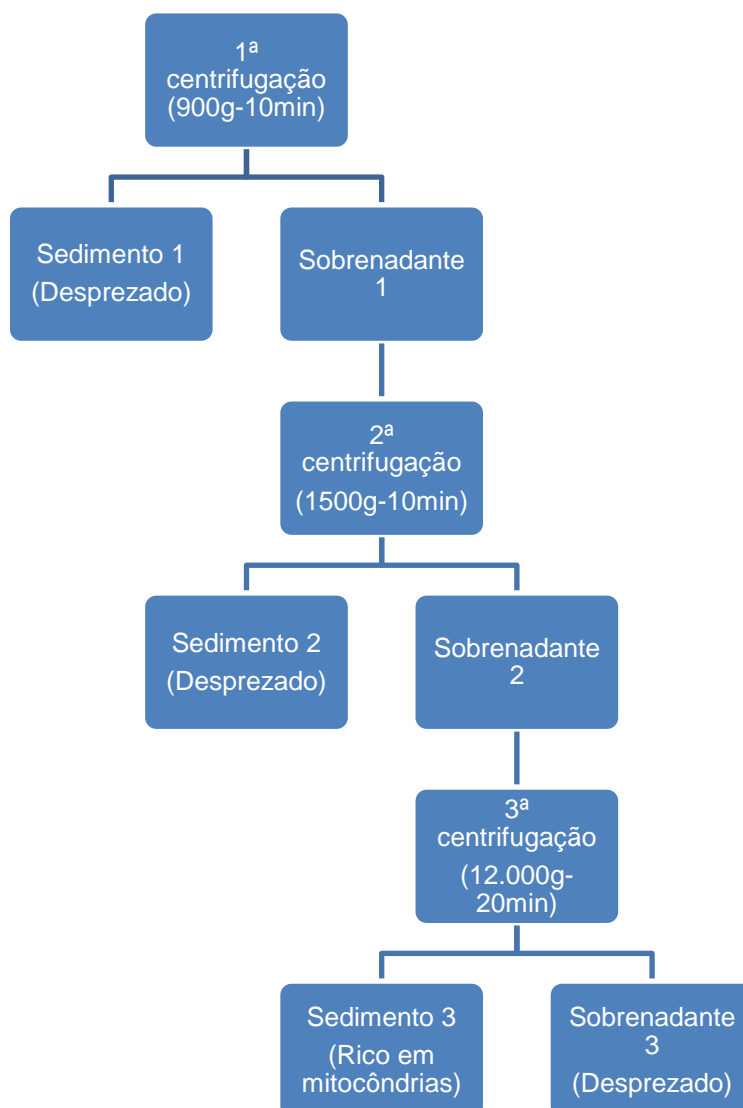 1ª
centrifugação
(900g-10min)
Sedimento 1
(Desprezado)
Sobrenadante
1
2ª
centrifugação
(1500g-10min)
Sedimento 2
(Desprezado)
Sobrenadante
2
3ª
centrifugação
(12.000g-
20min)
Sedimento 3
(Rico em
mitocôndrias)
Sobrenadante
3
(Desprezado)